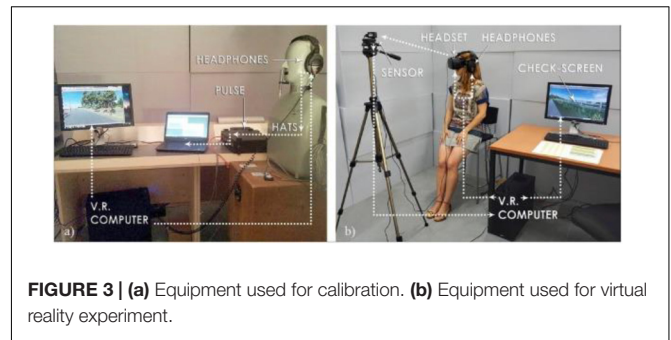 HEADPHONES
PULSE
HATS
V.R.
COMPUTER
a)
HEADSET
HEADPHONES
SENSOR
CHECK-SCREEN
V.R.
COMPUTER
b)
FIGURE 3 | (a) Equipment used for calibration. (b) Equipment used for virtual
reality experiment.